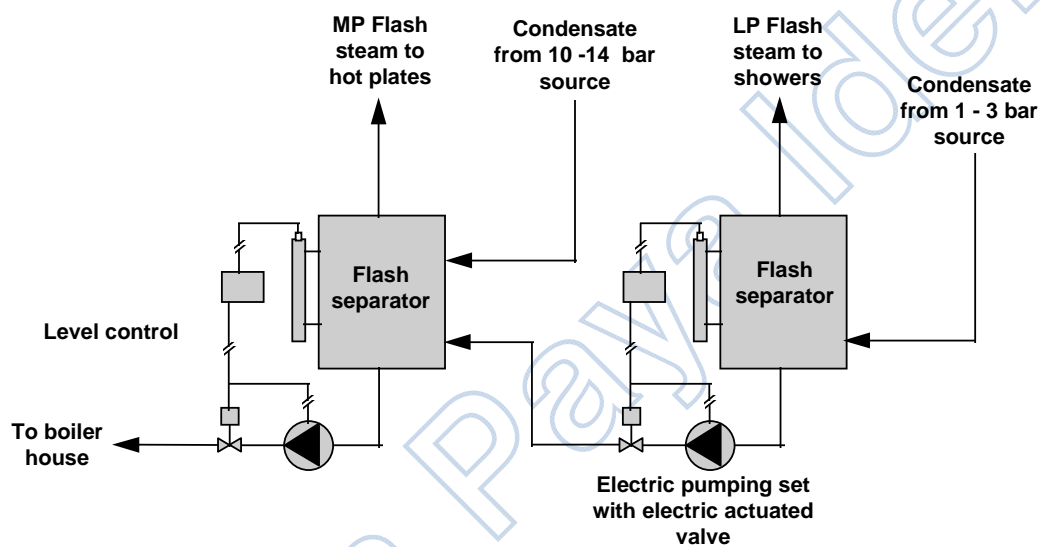 MP Flash
steam to
hot plates
Condensate
from 10 -14 bar
source
LP Flash
steam to
showers
Condensate
from 1 - 3 bar
source
Flash
separator
Flash
separator
Level control
To boiler
house
Electric pumping set
with electric actuated
valve